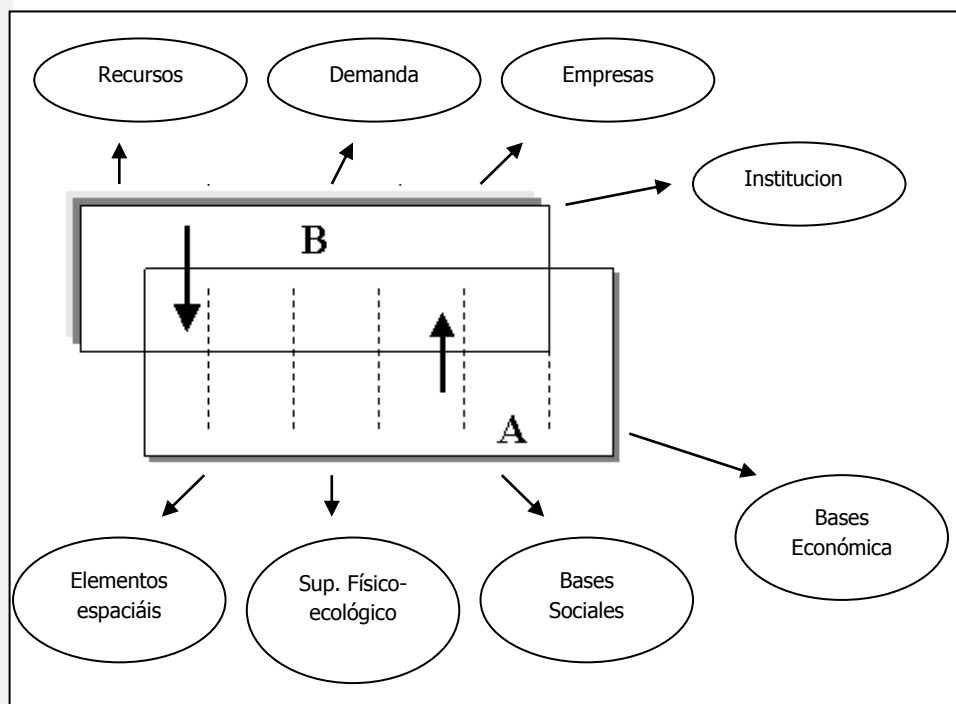 Recursos
Demanda
Empresas
Institucion
B
A
Bases
Económica
Elementos
espaciáis
Sup. Físico-
ecológico
Bases
Sociales